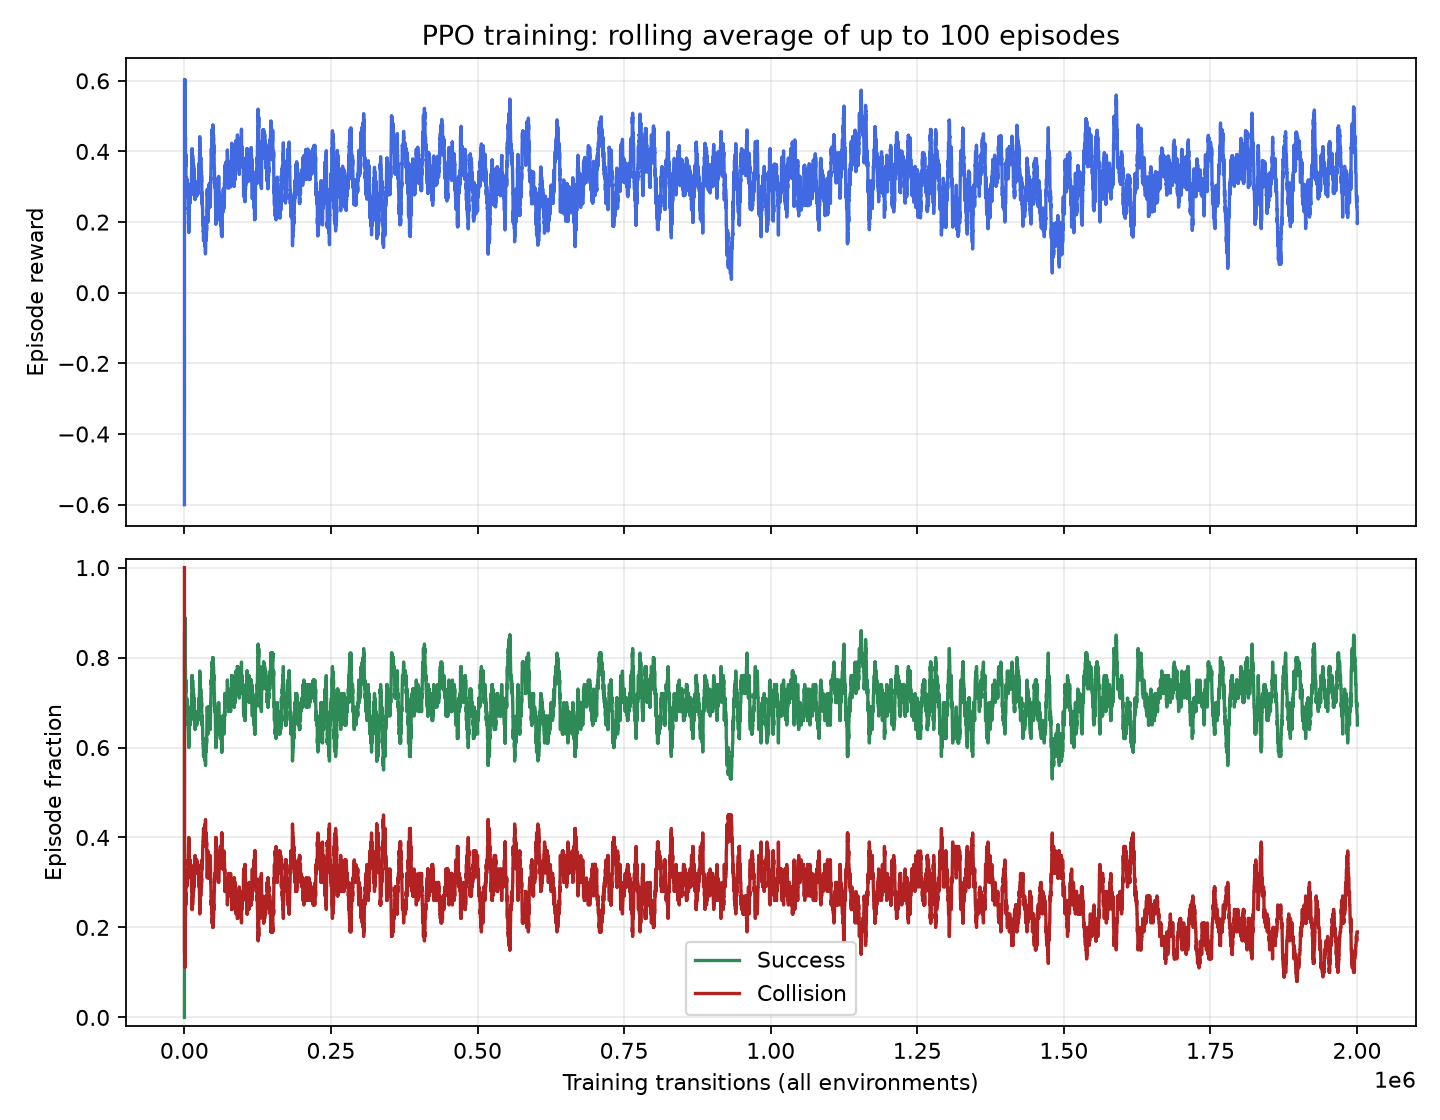 PPO training: rolling average of up to 100 episodes
Episode reward
0.6
0.4
0.2
0.0
−0.2
−0.4
−0.6
Episode fraction
1.0
0.8
0.6
0.4
0.2
0.0
Success
Collision
0.00 0.25 0.50 0.75 1.00 1.25 1.50 1.75 2.00
Training transitions (all environments)
1e6